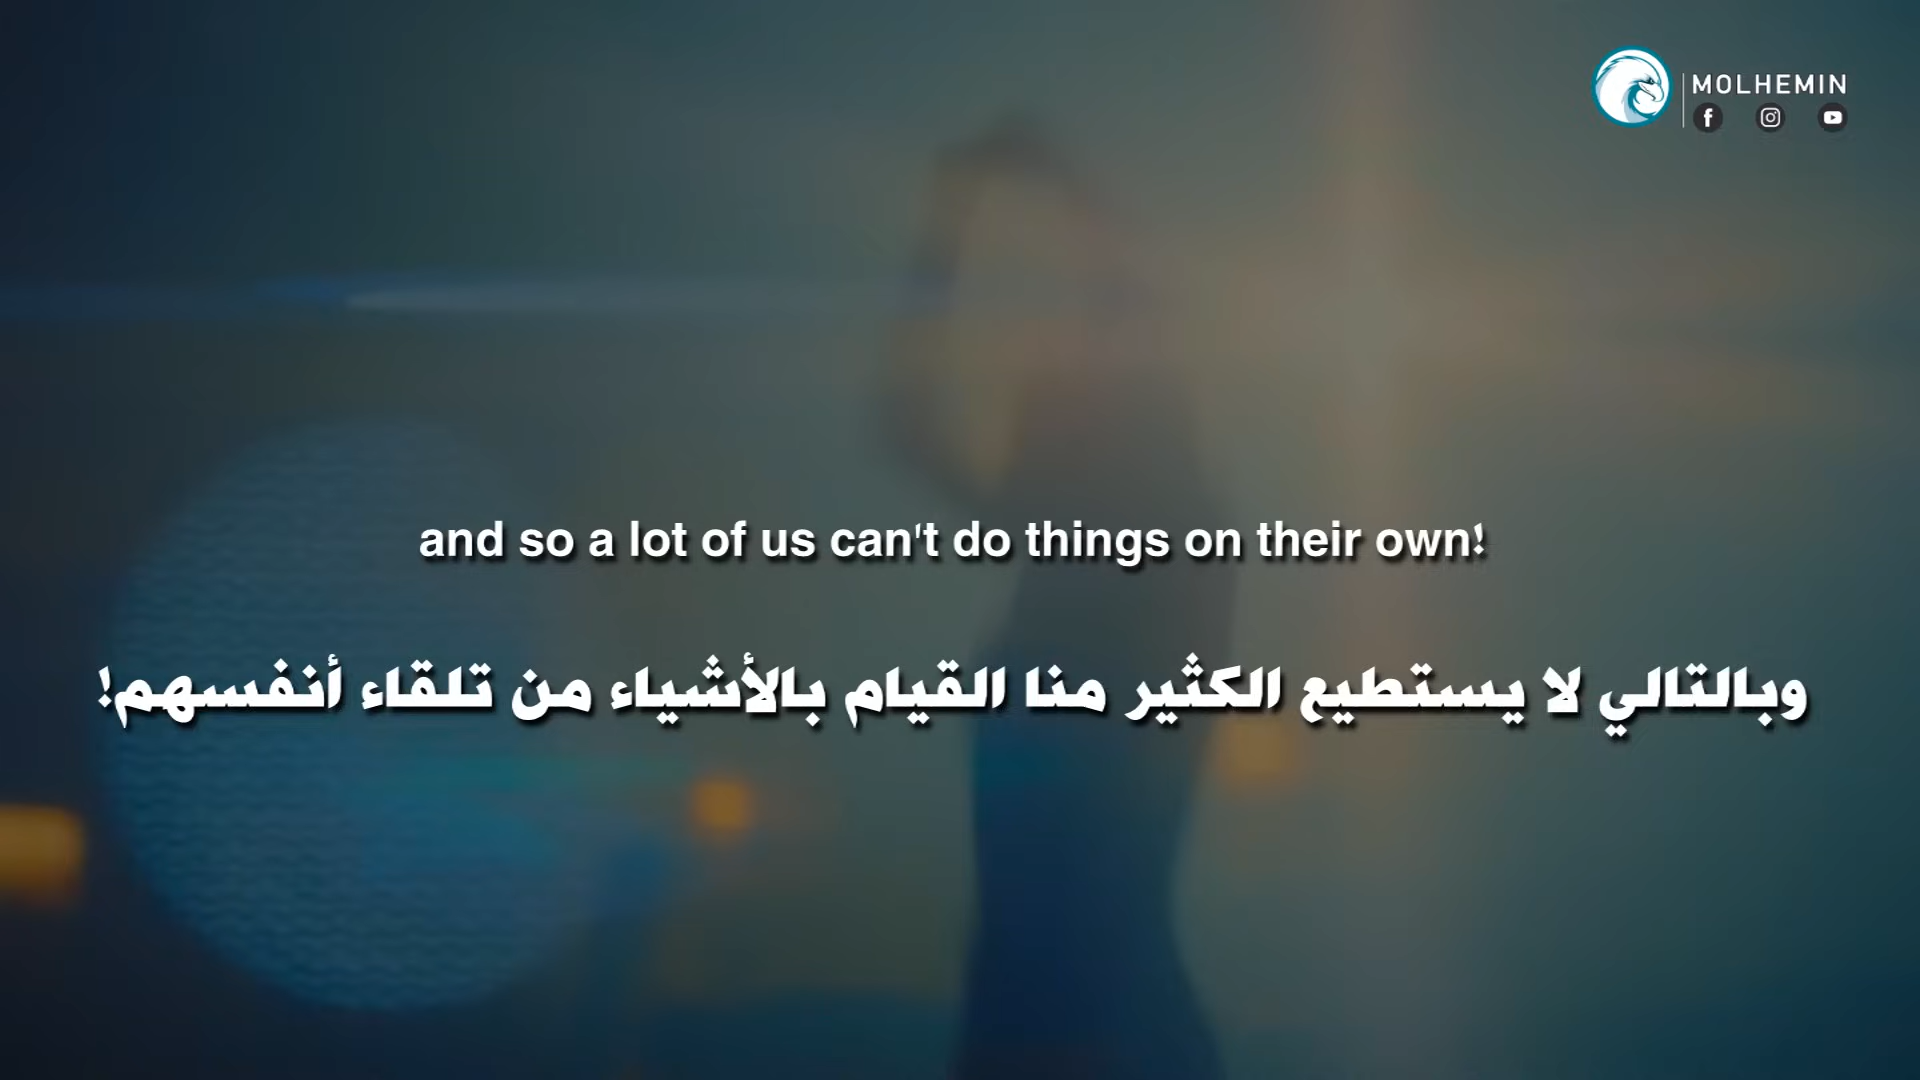 MOLHEMIN
and so a lot of us can't do things on their own!
وبالتالي لا يستطيع الكثير منا القيام بالأشياء من تلقاء أنفسهم!